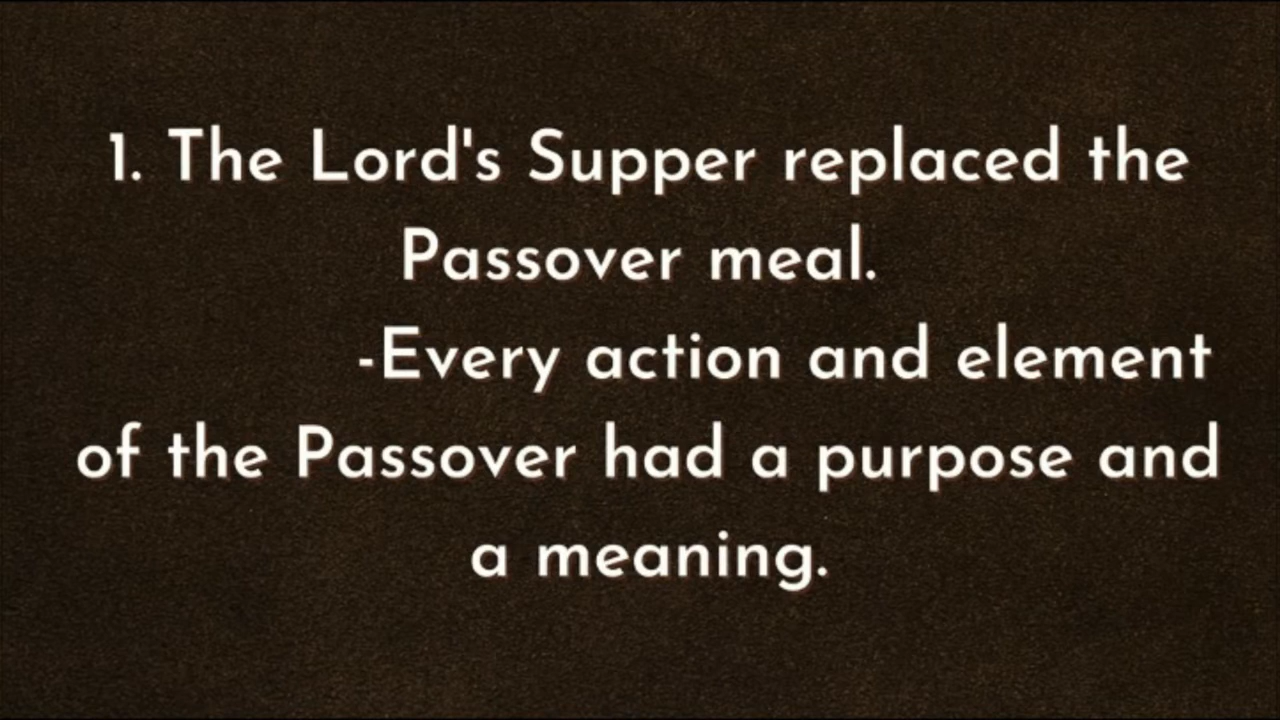 1. The Lord's Supper replaced the
Passover meal.
-Every action and element
of the Passover had a purpose and
a meaning.